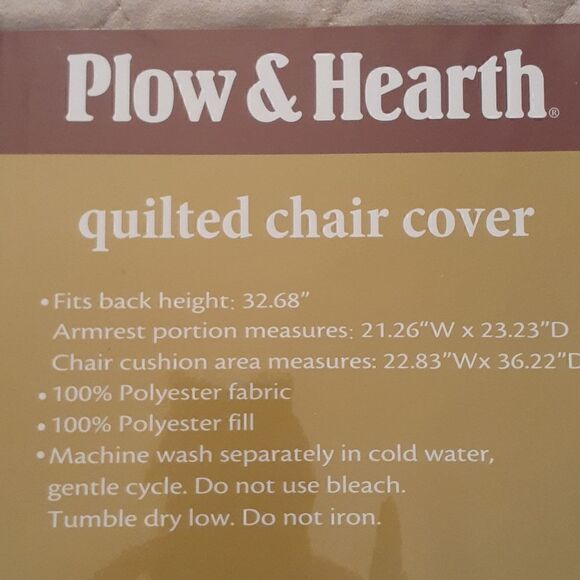 Plow & Hearth®
quilted chair cover
• Fits back height: 32.68”
Armrest portion measures: 21.26“W x 23.23”D
Chair cushion area measures: 22.83”Wx 36.22”D
• 100% Polyester fabric
• 100% Polyester fill
• Machine wash separately in cold water,
gentle cycle. Do not use bleach.
Tumble dry low. Do not iron.